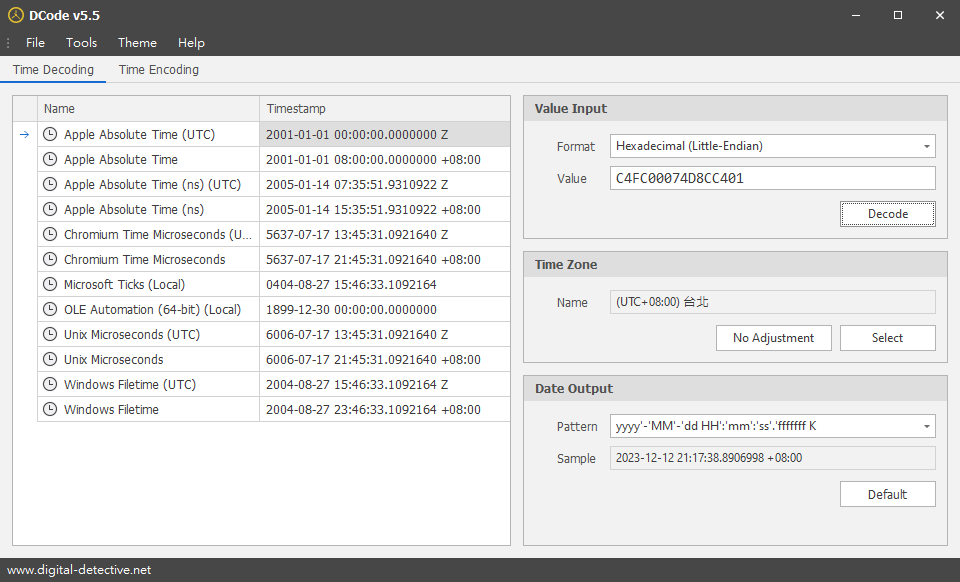 DCode v5.5
File Tools Theme Help
Time Decoding Time Encoding
Name Timestamp
Apple Absolute Time (UTC) 2001-01-01 00:00:00.0000000 Z
Apple Absolute Time 2001-01-01 08:00:00.0000000 +08:00
Apple Absolute Time (ns) (UTC) 2005-01-14 07:35:51.9310922 Z
Apple Absolute Time (ns) 2005-01-14 15:35:51.9310922 +08:00
Chromium Time Microseconds (U... 5637-07-17 13:45:31.0921640 Z
Chromium Time Microseconds 5637-07-17 21:45:31.0921640 +08:00
Microsoft Ticks (Local) 0404-08-27 15:46:33.1092164
OLE Automation (64-bit) (Local) 1899-12-30 00:00:00.0000000
Unix Microseconds (UTC) 6006-07-17 13:45:31.0921640 Z
Unix Microseconds 6006-07-17 21:45:31.0921640 +08:00
Windows Filetime (UTC) 2004-08-27 15:46:33.1092164 Z
Windows Filetime 2004-08-27 23:46:33.1092164 +08:00
Value Input
Format Hexadecimal (Little-Endian)
Value C4FC00074D8CC401
Decode
Time Zone
Name (UTC+08:00) 台北
No Adjustment Select
Date Output
Pattern yyyy'-'MM'-'dd HH':'mm':'ss'.'fffffff K
Sample 2023-12-12 21:17:38.8906998 +08:00
Default
www.digital-detective.net